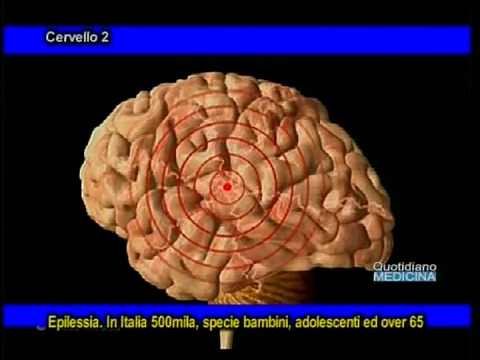 Cervello 2
Quotidiano
MEDICINA
Epilessia. In Italia 500mila, specie bambini, adolescenti ed over 65